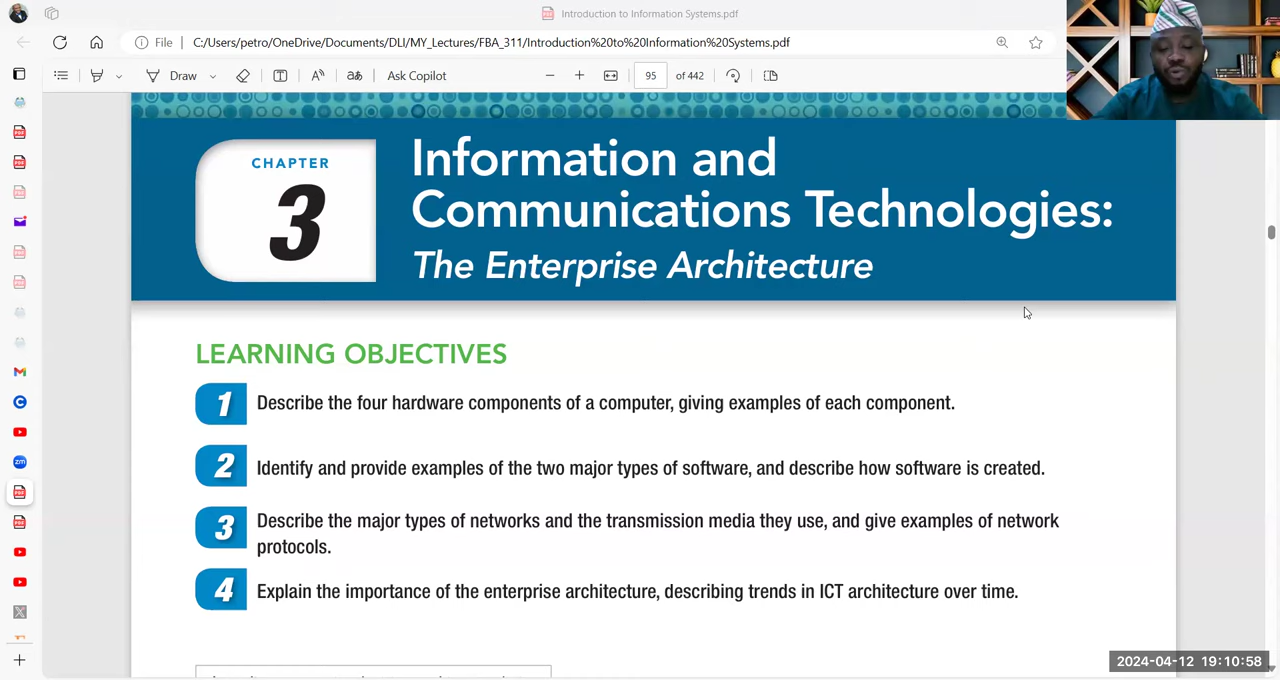 Introduction to Information Systems.pdf
File
C:/Users/petro/OneDrive/Documents/DLI/MY_Lectures/FBA_311/Introduction%20to%20Information%20Systems.pdf
Draw
Ask Copilot
95
of 442
CHAPTER
3
Information and
Communications Technologies:
The Enterprise Architecture
LEARNING OBJECTIVES
1
Describe the four hardware components of a computer, giving examples of each component.
2
Identify and provide examples of the two major types of software, and describe how software is created.
3
Describe the major types of networks and the transmission media they use, and give examples of network
protocols.
4
Explain the importance of the enterprise architecture, describing trends in ICT architecture over time.
2024-04-12 19:10:58